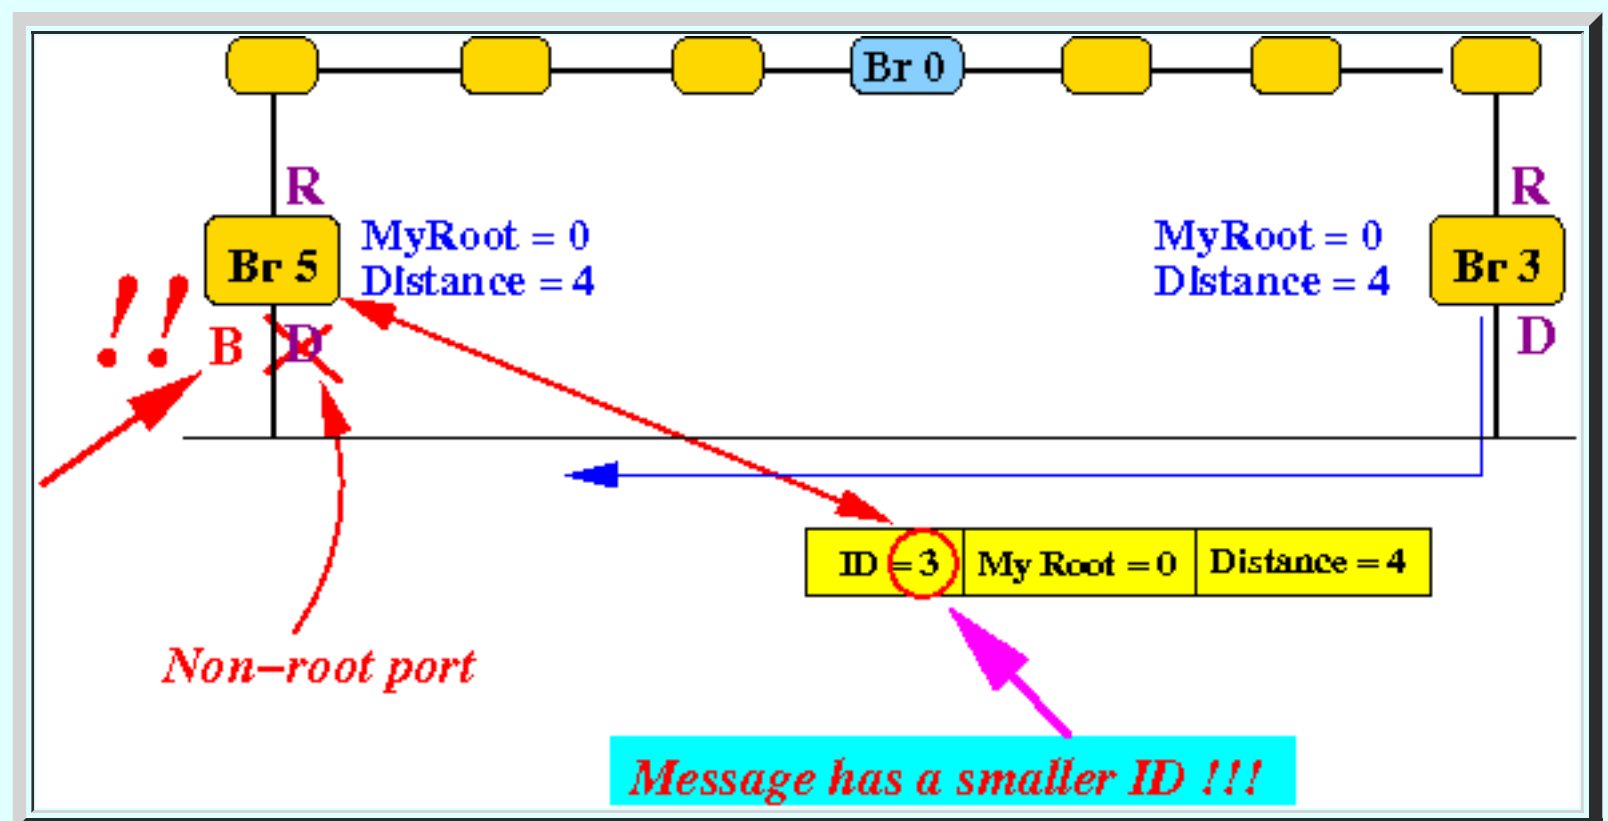 Br 0
R
R
MyRoot = 0
Distance = 4
MyRoot = 0
Distance = 4
Br 5
Br 3
!!
B
D
D
ID = 3
My Root = 0
Distance = 4
Non-root port
Message has a smaller ID !!!